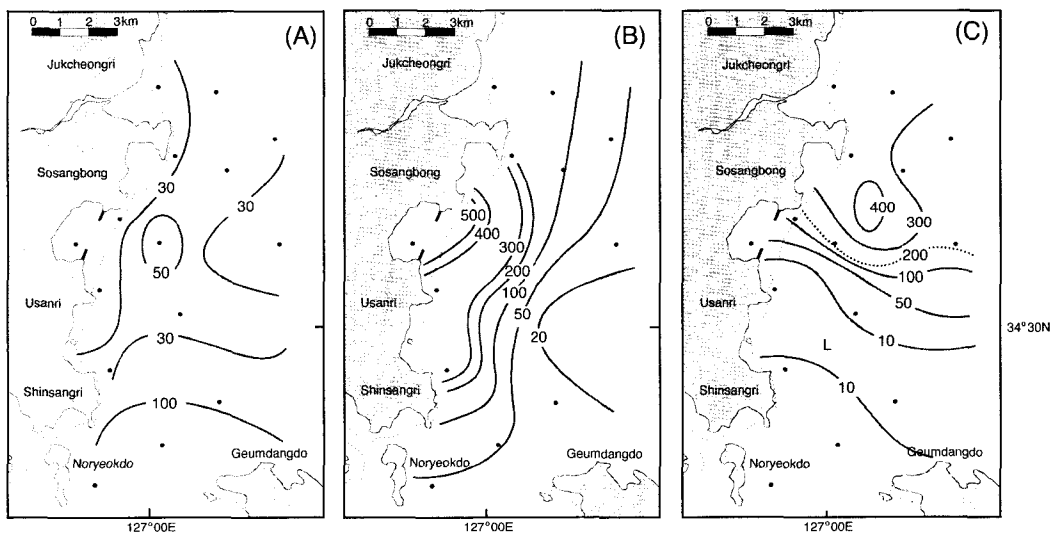 0 1 2 3km
(A)
Jukcheongri
Sosangbong
30
30
50
Usanri
30
Shinsangri
100
Noryeokdo
Geumdangdo
127°00E
0 1 2 3km
(B)
Jukcheongri
Sosangbong
500
400
300
200
100
50
20
Usanri
Shinsangri
Noryeokdo
Geumdangdo
127°00E
0 1 2 3km
(C)
Jukcheongri
Sosangbong
400
300
200
100
50
10
Usanri
L
10
Shinsangri
Noryeokdo
Geumdangdo
127°00E
34°30N